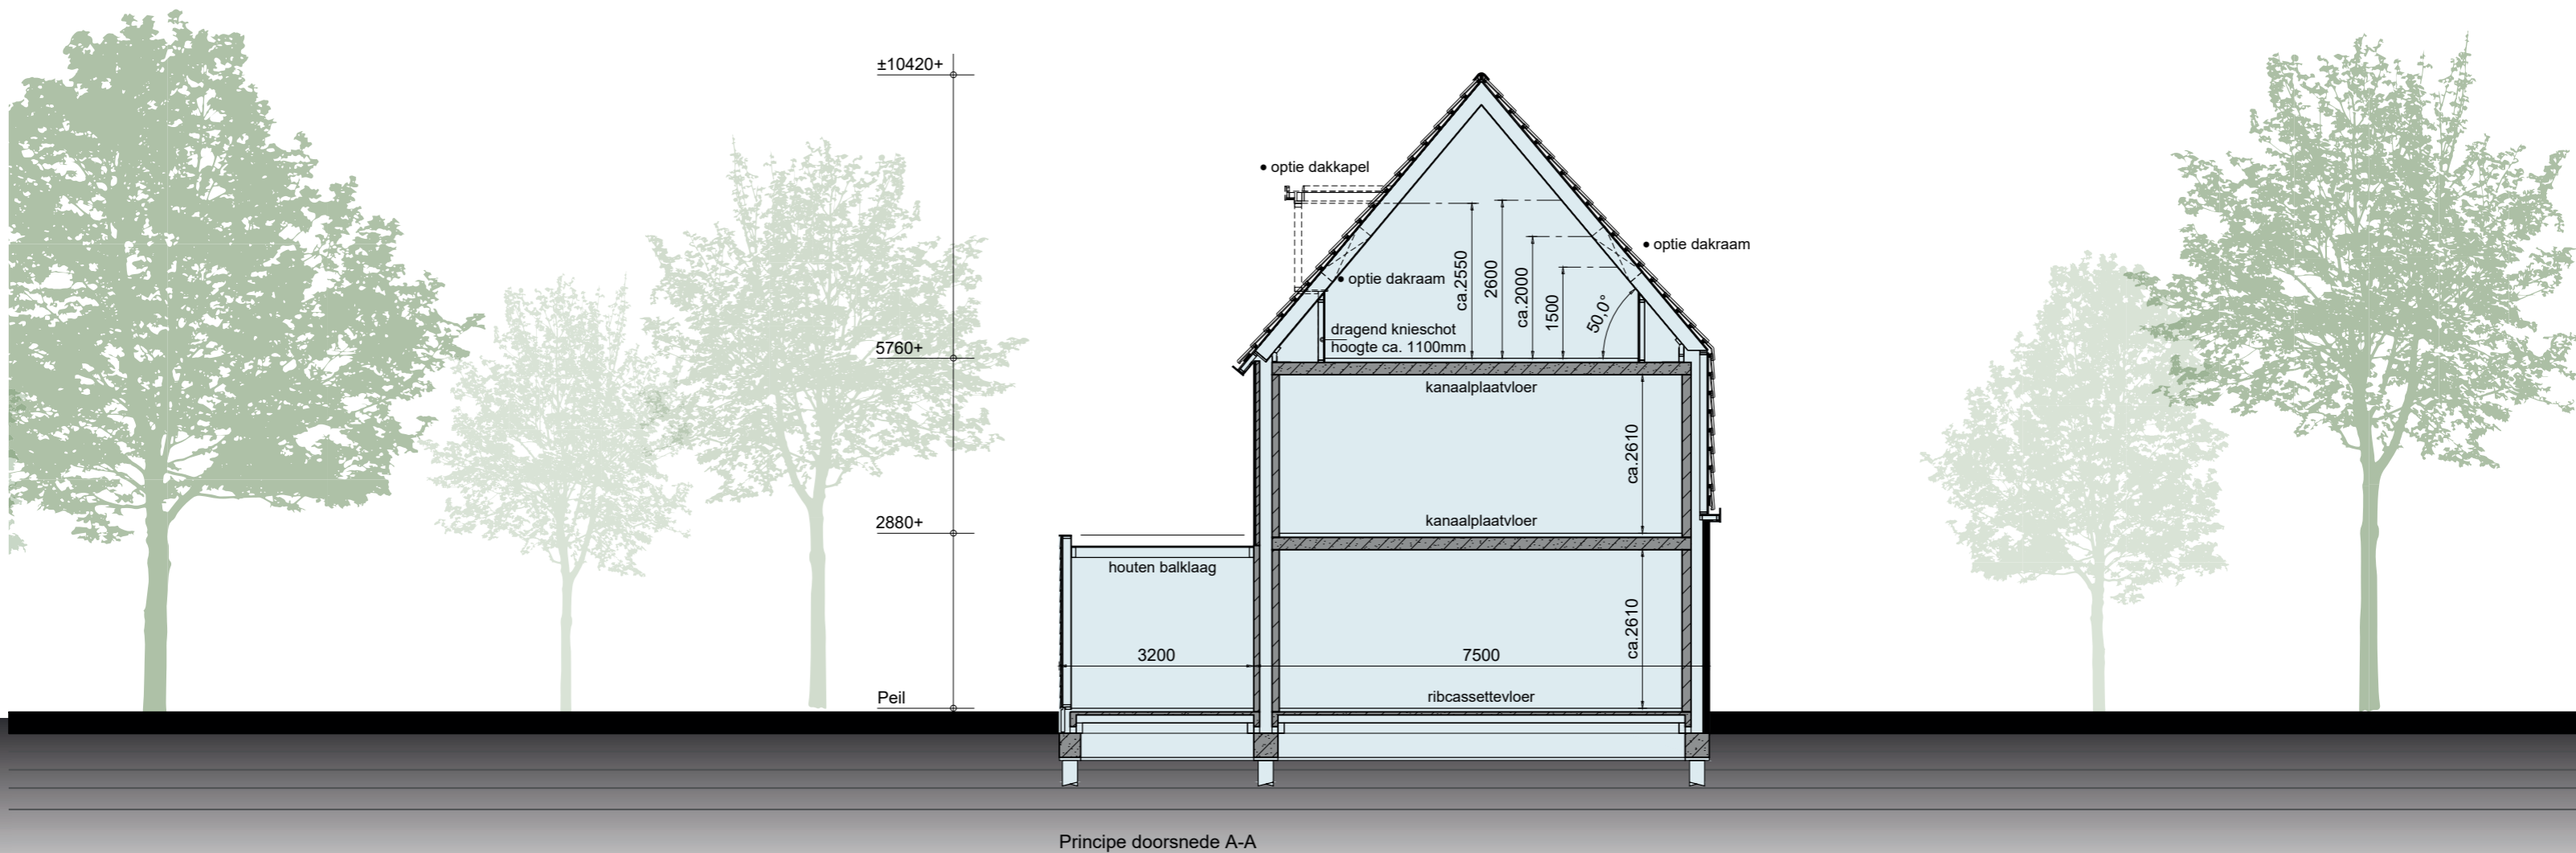 ±10420+
• optie dakkapel
• optie dakraam
• optie dakraam
ca.2550
2600
ca.2000
1500
50,0°
dragend knieschot
hoogte ca. 1100mm
5760+
kanaalplaatvloer
ca.2610
kanaalplaatvloer
2880+
houten balklaag
ca.2610
3200
7500
ribcassettevloer
Peil
Principe doorsnede A-A